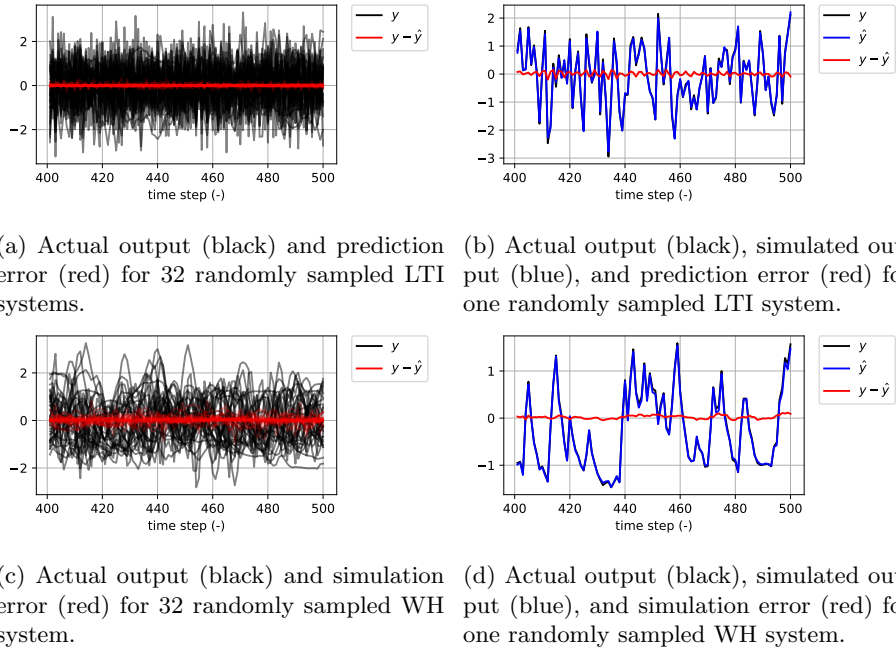 2
0
−2
400 420 440 460 480 500
time step (-)
y
y − ŷ
2
1
0
−1
−2
−3
400 420 440 460 480 500
time step (-)
y
ŷ
y − ŷ
(a) Actual output (black) and prediction
error (red) for 32 randomly sampled LTI
systems.
(b) Actual output (black), simulated out-
put (blue), and prediction error (red)
one randomly sampled LTI system.
2
0
−2
400 420 440 460 480 500
time step (-)
y
y − ŷ
1
0
−1
400 420 440 460 480 500
time step (-)
y
ŷ
y − ŷ
(c) Actual output (black) and simulation
error (red) for 32 randomly sampled WH
system.
(d) Actual output (black), simulated out-
put (blue), and simulation error (red)
one randomly sampled WH system.